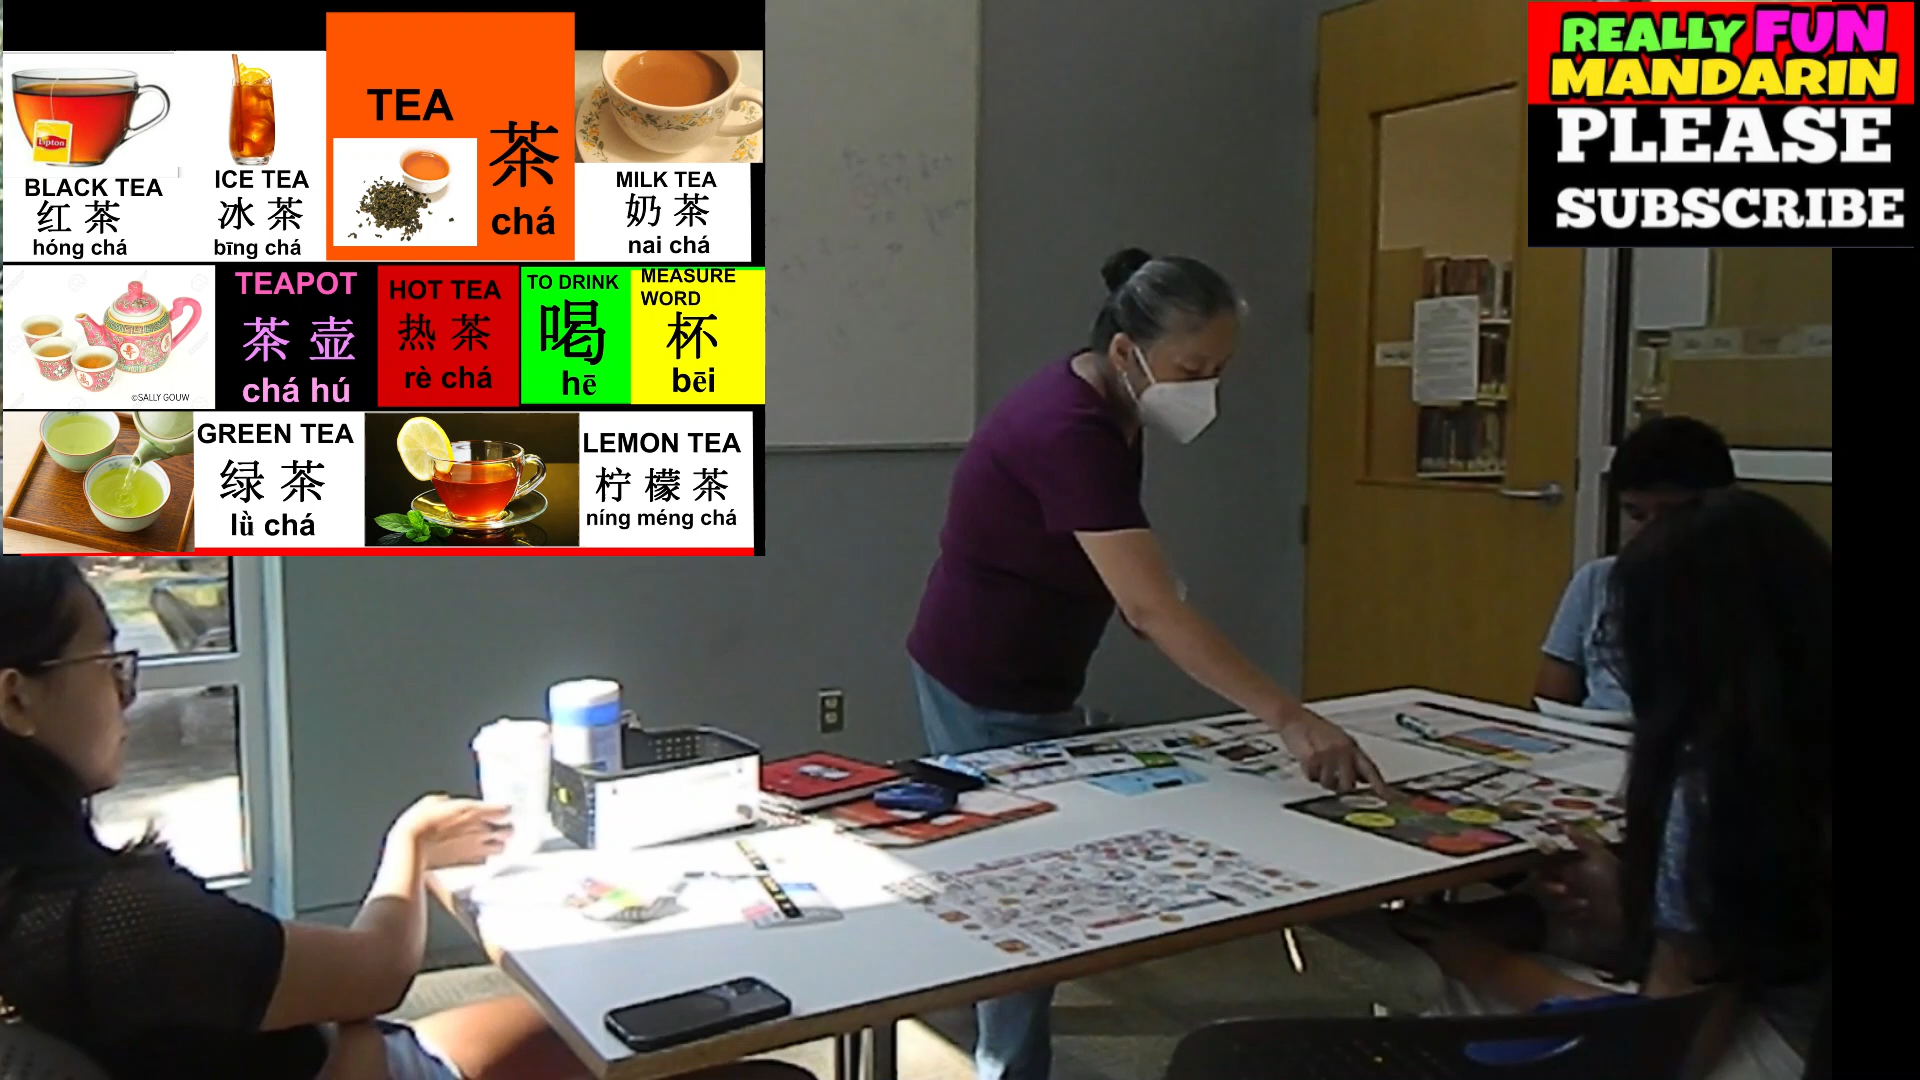 REALLY FUN
MANDARIN
PLEASE
SUBSCRIBE
Lipton
BLACK TEA
红 茶
hóng chá
ICE TEA
冰 茶
bīng chá
TEA
茶
chá
MILK TEA
奶 茶
nai chá
©SALLY GOUW
TEAPOT
茶 壶
chá hú
HOT TEA
热 茶
rè chá
TO DRINK
喝
hē
MEASURE
WORD
杯
bēi
GREEN TEA
绿 茶
lǜ chá
LEMON TEA
柠 檬 茶
níng méng chá